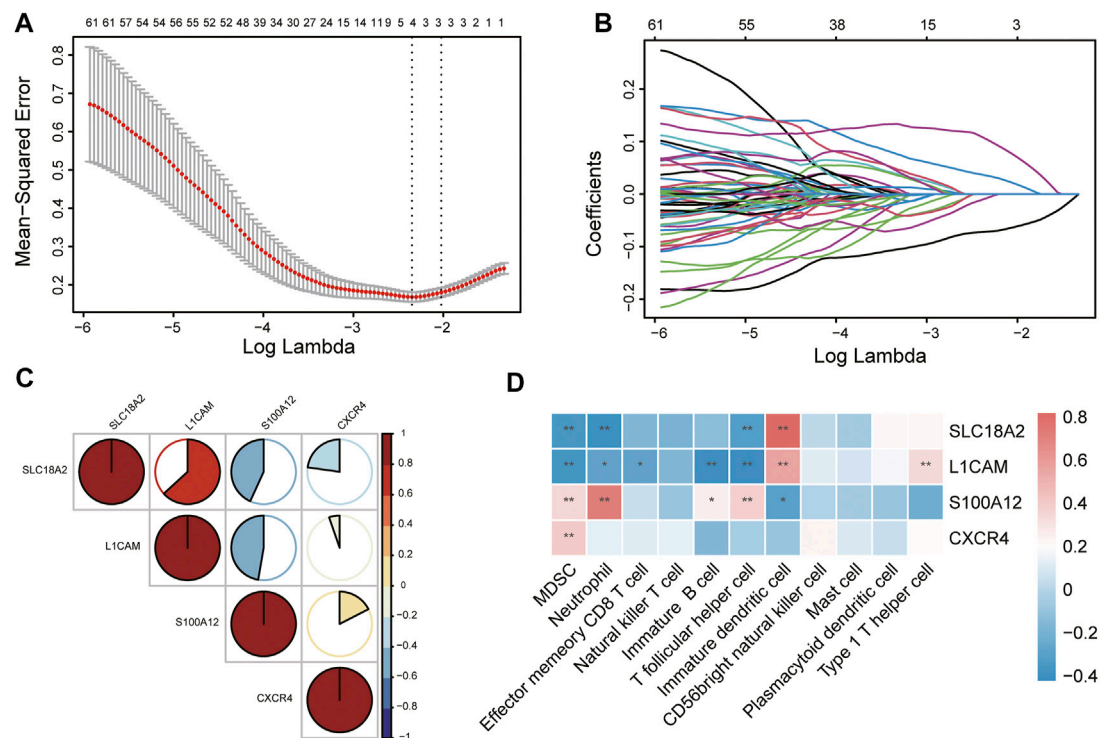 A
61 61 57 54 54 56 55 52 52 48 39 34 30 27 24 15 14 11 9 5 4 3 3 3 3 2 1 1
Mean−Squared Error
0.8
0.7
0.6
0.5
0.4
0.3
0.2
−6 −5 −4 −3 −2
Log Lambda
B
61 55 38 15 3
Coefficients
0.2
0.1
0.0
−0.1
−0.2
−6 −5 −4 −3 −2
Log Lambda
C
SLC18A2 L1CAM S100A12 CXCR4
SLC18A2
L1CAM
S100A12
CXCR4
1
0.8
0.6
0.4
0.2
0
−0.2
−0.4
−0.6
−0.8
−1
D
** ** ** ** SLC18A2
** * * ** ** ** ** L1CAM
** ** * ** * S100A12
** CXCR4
MDSC
Neutrophil
Effector memeory CD8 T cell
Natural killer T cell
Immature B cell
T follicular helper cell
Immature dendritic cell
CD56bright natural killer cell
Mast cell
Plasmacytoid dendritic cell
Type 1 T helper cell
0.8
0.6
0.4
0.2
0
−0.2
−0.4